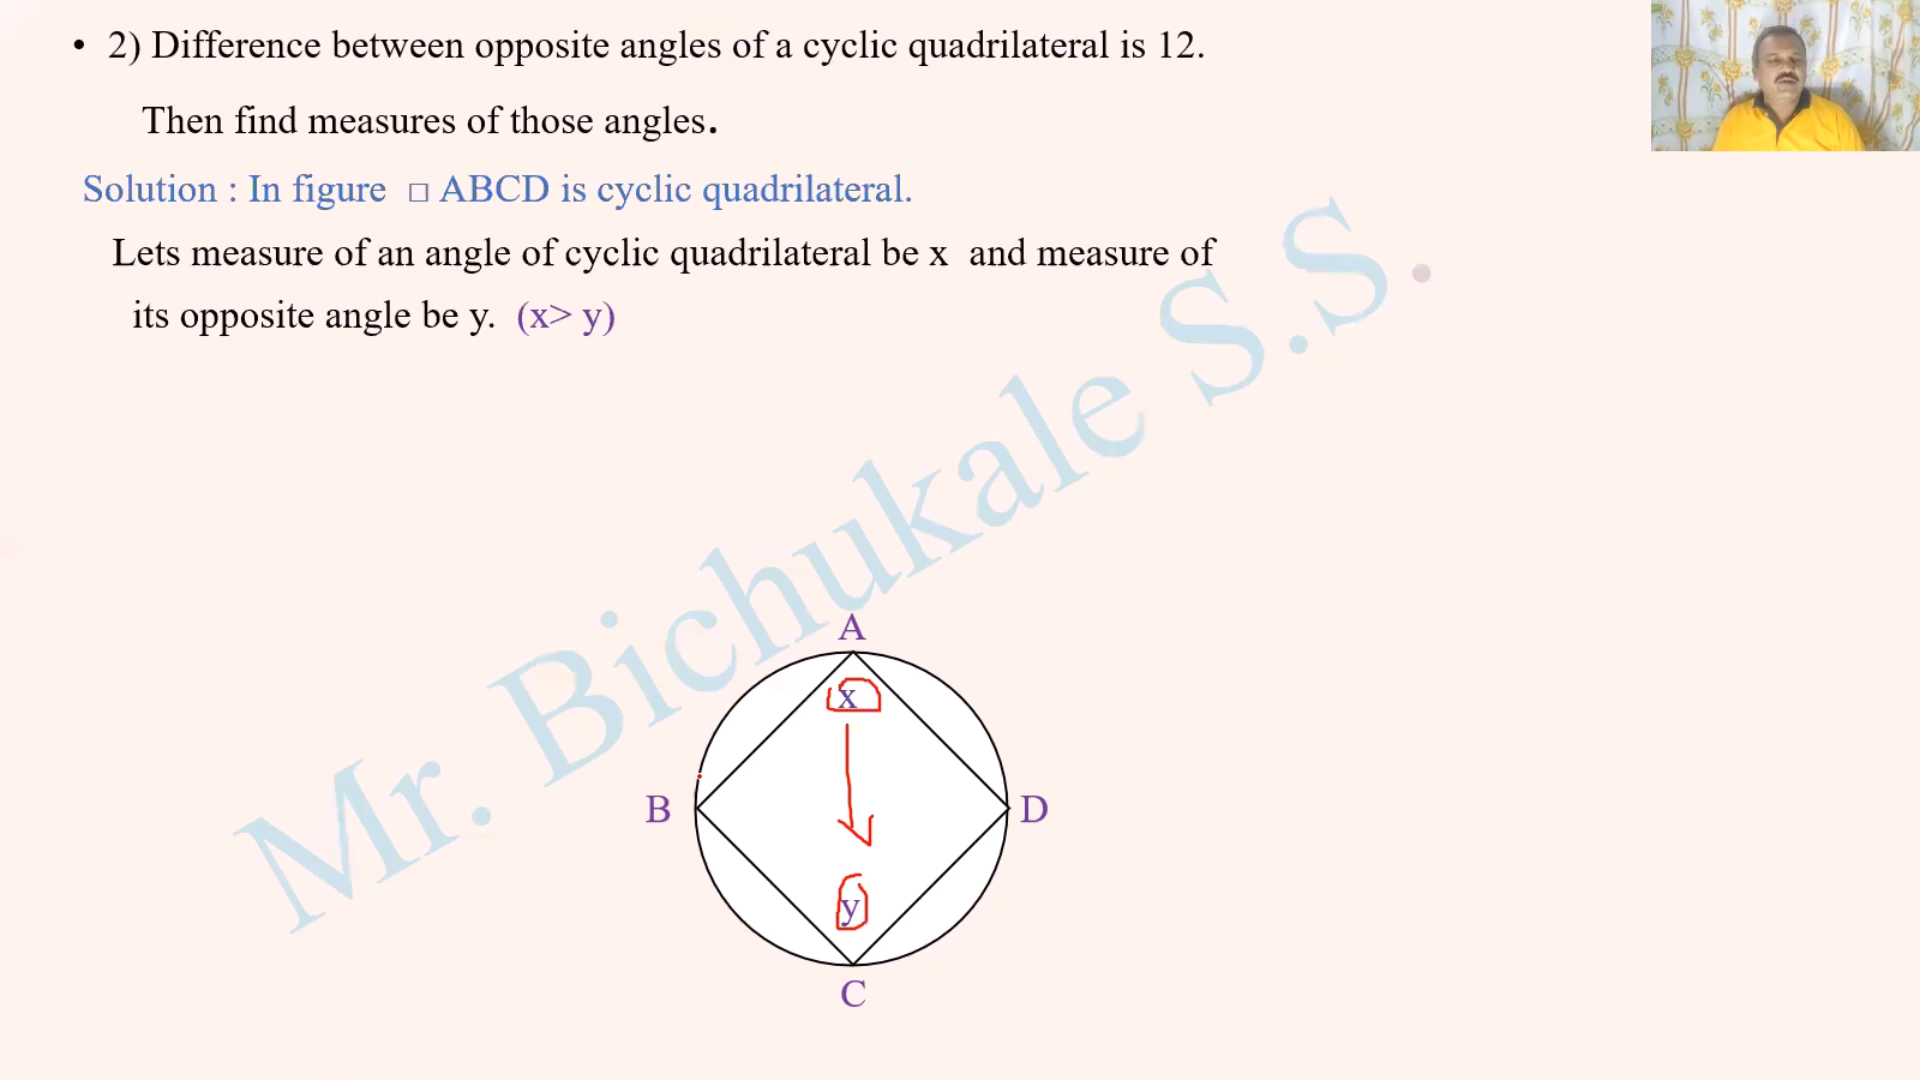 • 2) Difference between opposite angles of a cyclic quadrilateral is 12.
Then find measures of those angles.
Solution : In figure □ ABCD is cyclic quadrilateral.
Lets measure of an angle of cyclic quadrilateral be x and measure of
its opposite angle be y. (x> y)
Mr. Bichukale S.S.
A
x
B
D
y
C